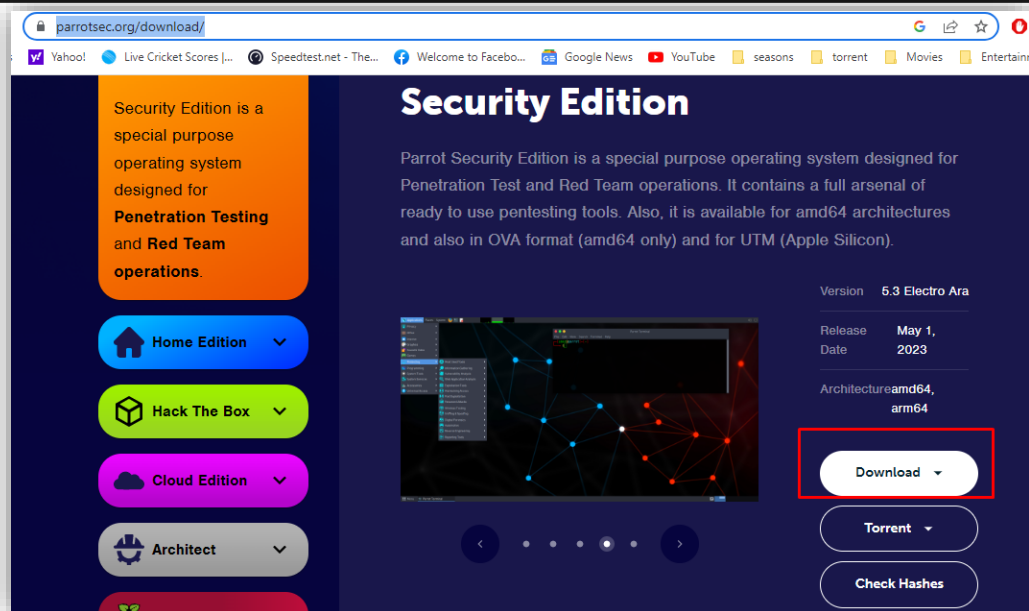 parrotsec.org/download/
Yahoo!
Live Cricket Scores |...
Speedtest.net - The...
Welcome to Facebo...
Google News
YouTube
seasons
torrent
Movies
Entertainm
Security Edition is a
special purpose
operating system
designed for
Penetration Testing
and Red Team
operations.
Home Edition
Hack The Box
Cloud Edition
Architect
Security Edition
Parrot Security Edition is a special purpose operating system designed for
Penetration Test and Red Team operations. It contains a full arsenal of
ready to use pentesting tools. Also, it is available for amd64 architectures
and also in OVA format (amd64 only) and for UTM (Apple Silicon).
Version 5.3 Electro Ara
Release May 1,
Date 2023
Architecture amd64,
arm64
Download
Torrent
Check Hashes